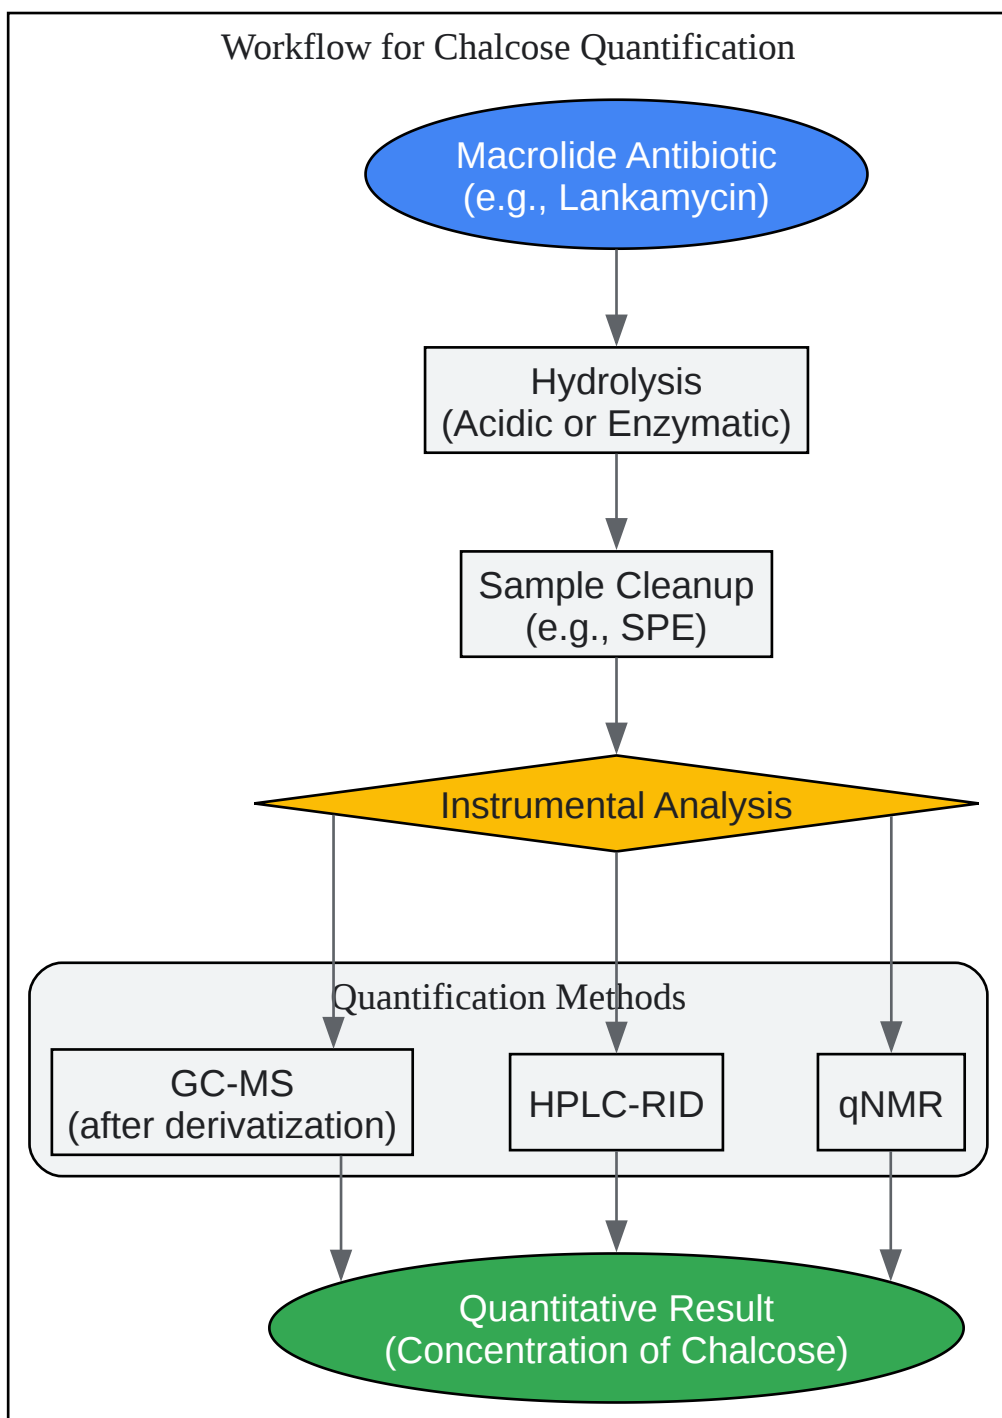 Workflow for Chalcose Quantification
Macrolide Antibiotic
(e.g., Lankamycin)
Hydrolysis
(Acidic or Enzymatic)
Sample Cleanup
(e.g., SPE)
Instrumental Analysis
Quantification Methods
GC-MS
(after derivatization)
HPLC-RID
qNMR
Quantitative Result
(Concentration of Chalcose)